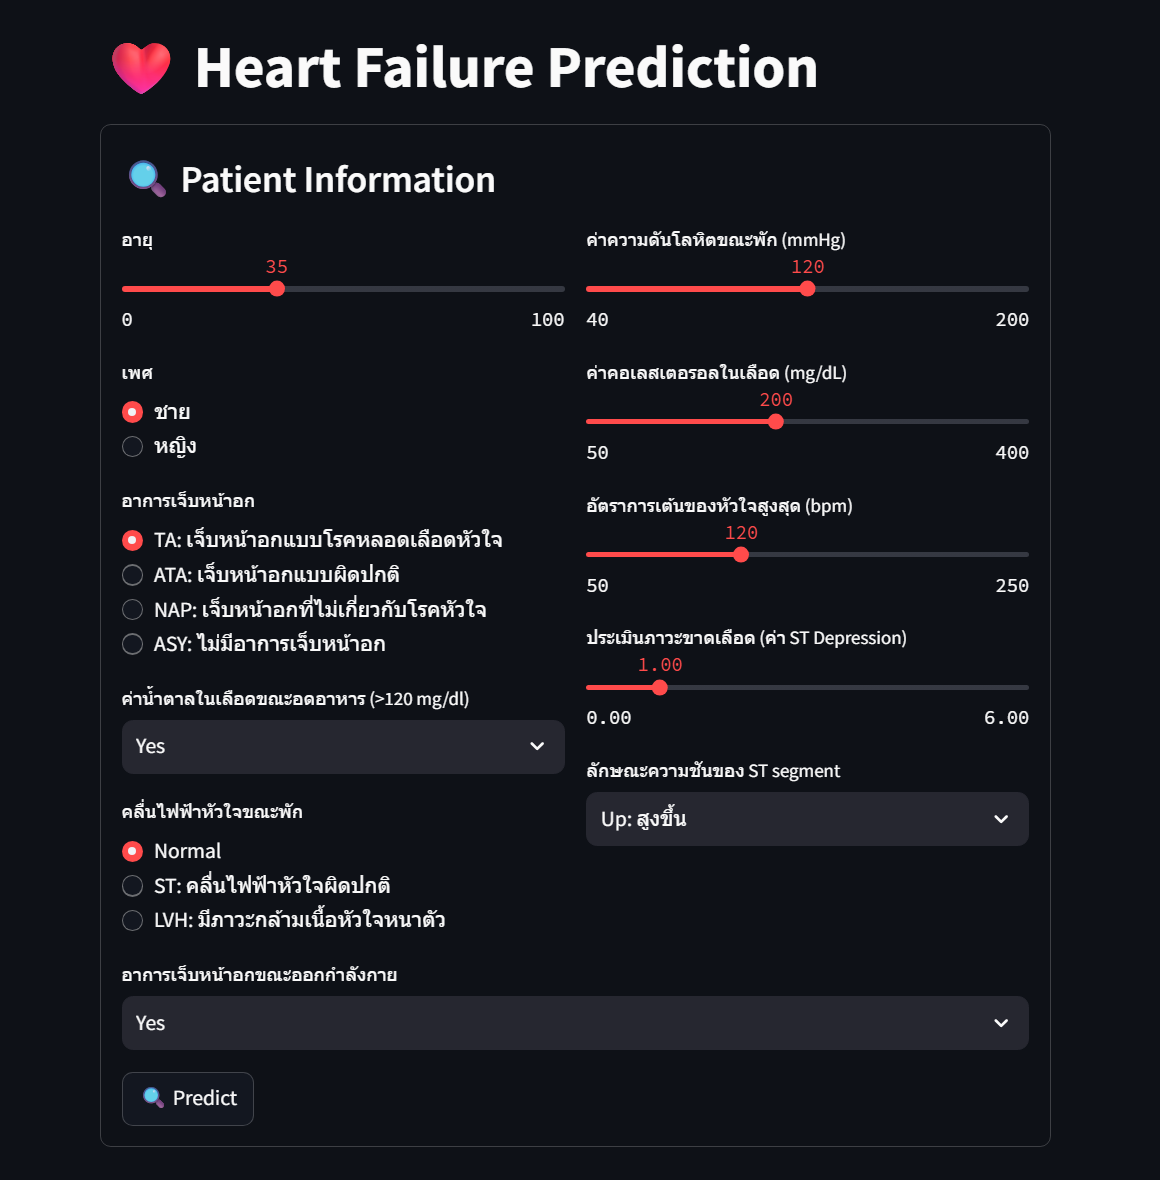 Heart Failure Prediction
Patient Information
อายุ
35
0 100
เพศ
ชาย
หญิง
อาการเจ็บหน้าอก
TA: เจ็บหน้าอกแบบโรคหลอดเลือดหัวใจ
ATA: เจ็บหน้าอกแบบผิดปกติ
NAP: เจ็บหน้าอกที่ไม่เกี่ยวกับโรคหัวใจ
ASY: ไม่มีอาการเจ็บหน้าอก
ค่าน้ำตาลในเลือดขณะอดอาหาร (>120 mg/dl)
Yes
คลื่นไฟฟ้าหัวใจขณะพัก
Normal
ST: คลื่นไฟฟ้าหัวใจผิดปกติ
LVH: มีภาวะกล้ามเนื้อหัวใจหนาตัว
ค่าความดันโลหิตขณะพัก (mmHg)
120
40 200
ค่าคอเลสเตอรอลในเลือด (mg/dL)
200
50 400
อัตราการเต้นของหัวใจสูงสุด (bpm)
120
50 250
ประเมินภาวะขาดเลือด (ค่า ST Depression)
1.00
0.00 6.00
ลักษณะความชันของ ST segment
Up: สูงขึ้น
อาการเจ็บหน้าอกขณะออกกำลังกาย
Yes
Predict